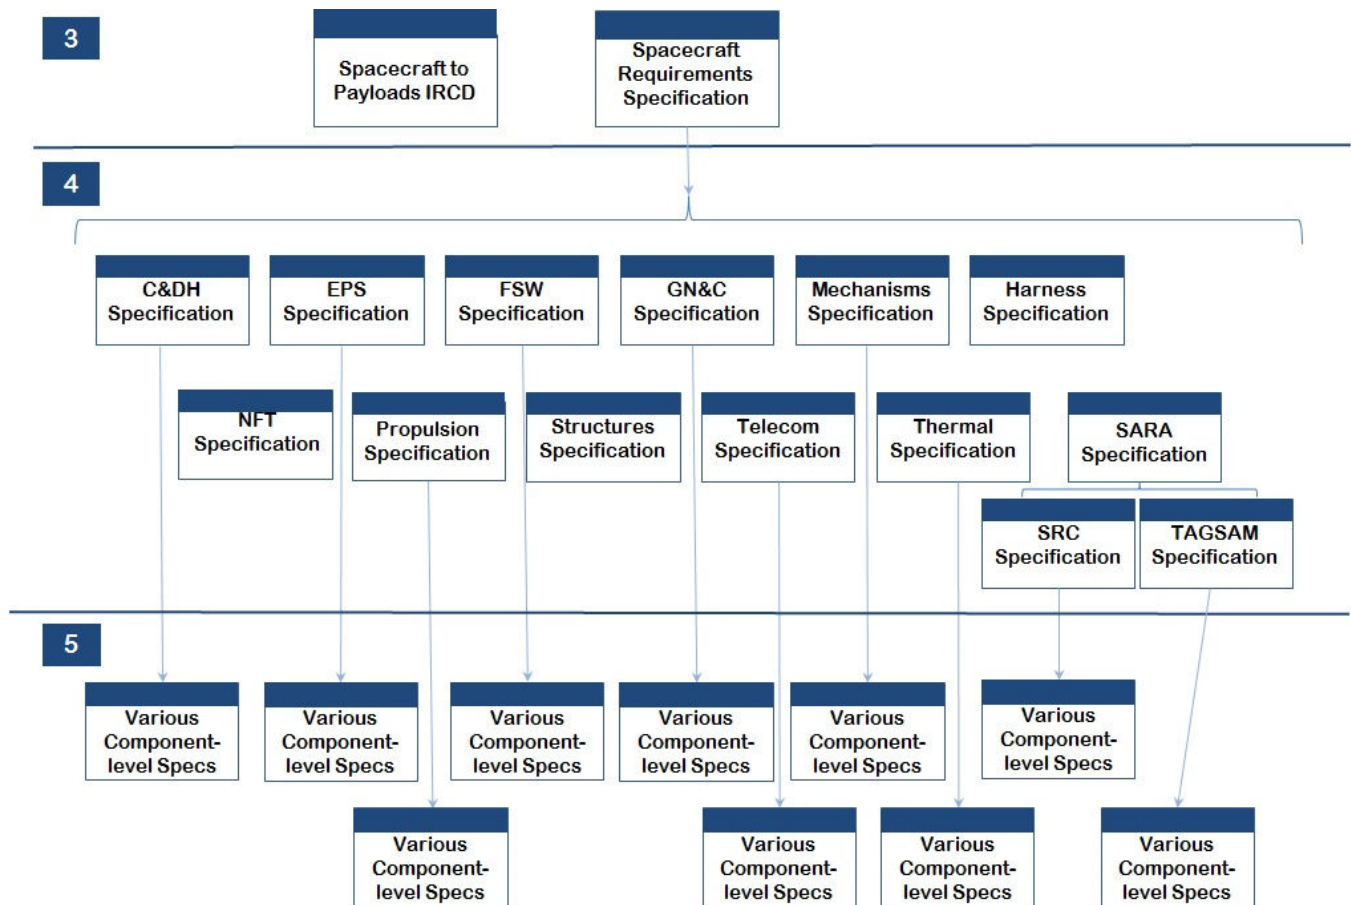 3
Spacecraft to
Payloads IRCD
Spacecraft
Requirements
Specification
4
C&DH
Specification
EPS
Specification
FSW
Specification
GN&C
Specification
Mechanisms
Specification
Harness
Specification
NFT
Specification
Propulsion
Specification
Structures
Specification
Telecom
Specification
Thermal
Specification
SARA
Specification
SRC
Specification
TAGSAM
Specification
5
Various
Component-
level Specs
Various
Component-
level Specs
Various
Component-
level Specs
Various
Component-
level Specs
Various
Component-
level Specs
Various
Component-
level Specs
Various
Component-
level Specs
Various
Component-
level Specs
Various
Component-
level Specs
Various
Component-
level Specs